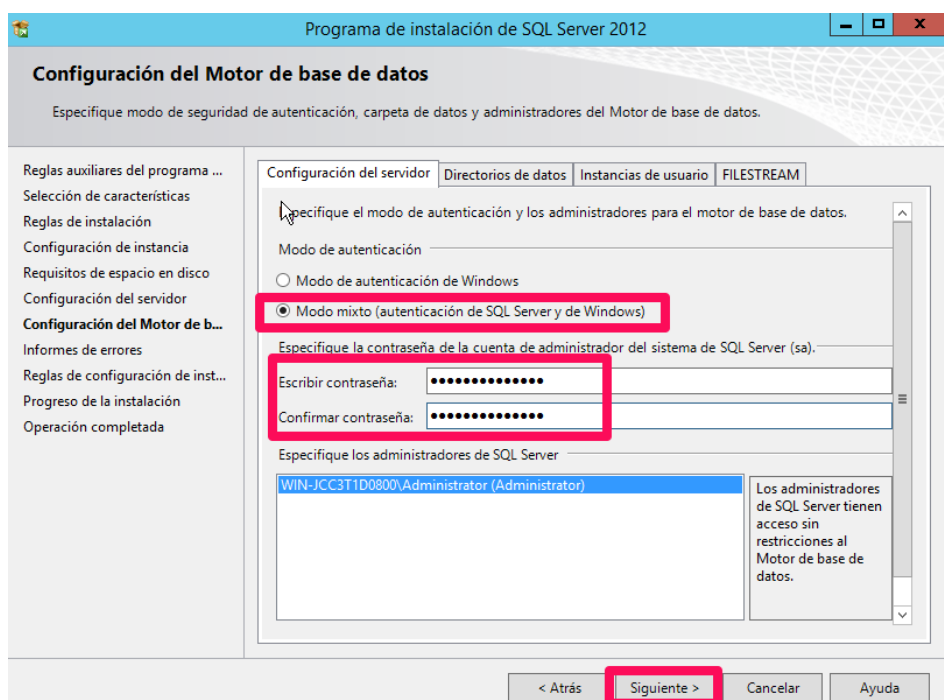 Programa de instalación de SQL Server 2012
Configuración del Motor de base de datos
Especifique modo de seguridad de autenticación, carpeta de datos y administradores del Motor de base de datos.
Reglas auxiliares del programa ...
Selección de características
Reglas de instalación
Configuración de instancia
Requisitos de espacio en disco
Configuración del servidor
Configuración del Motor de b...
Informes de errores
Reglas de configuración de inst...
Progreso de la instalación
Operación completada
Configuración del servidor
Directorios de datos
Instancias de usuario
FILESTREAM
Especifique el modo de autenticación y los administradores para el motor de base de datos.
Modo de autenticación
Modo de autenticación de Windows
Modo mixto (autenticación de SQL Server y de Windows)
Especifique la contraseña de la cuenta de administrador del sistema de SQL Server (sa).
Escribir contraseña: ●●●●●●●●●●●●●●
Confirmar contraseña: ●●●●●●●●●●●●●●
Especifique los administradores de SQL Server
WIN-JCC3T1D0800\Administrator (Administrator)
Los administradores
de SQL Server tienen
acceso sin
restricciones al
Motor de base de
datos.
< Atrás
Siguiente >
Cancelar
Ayuda